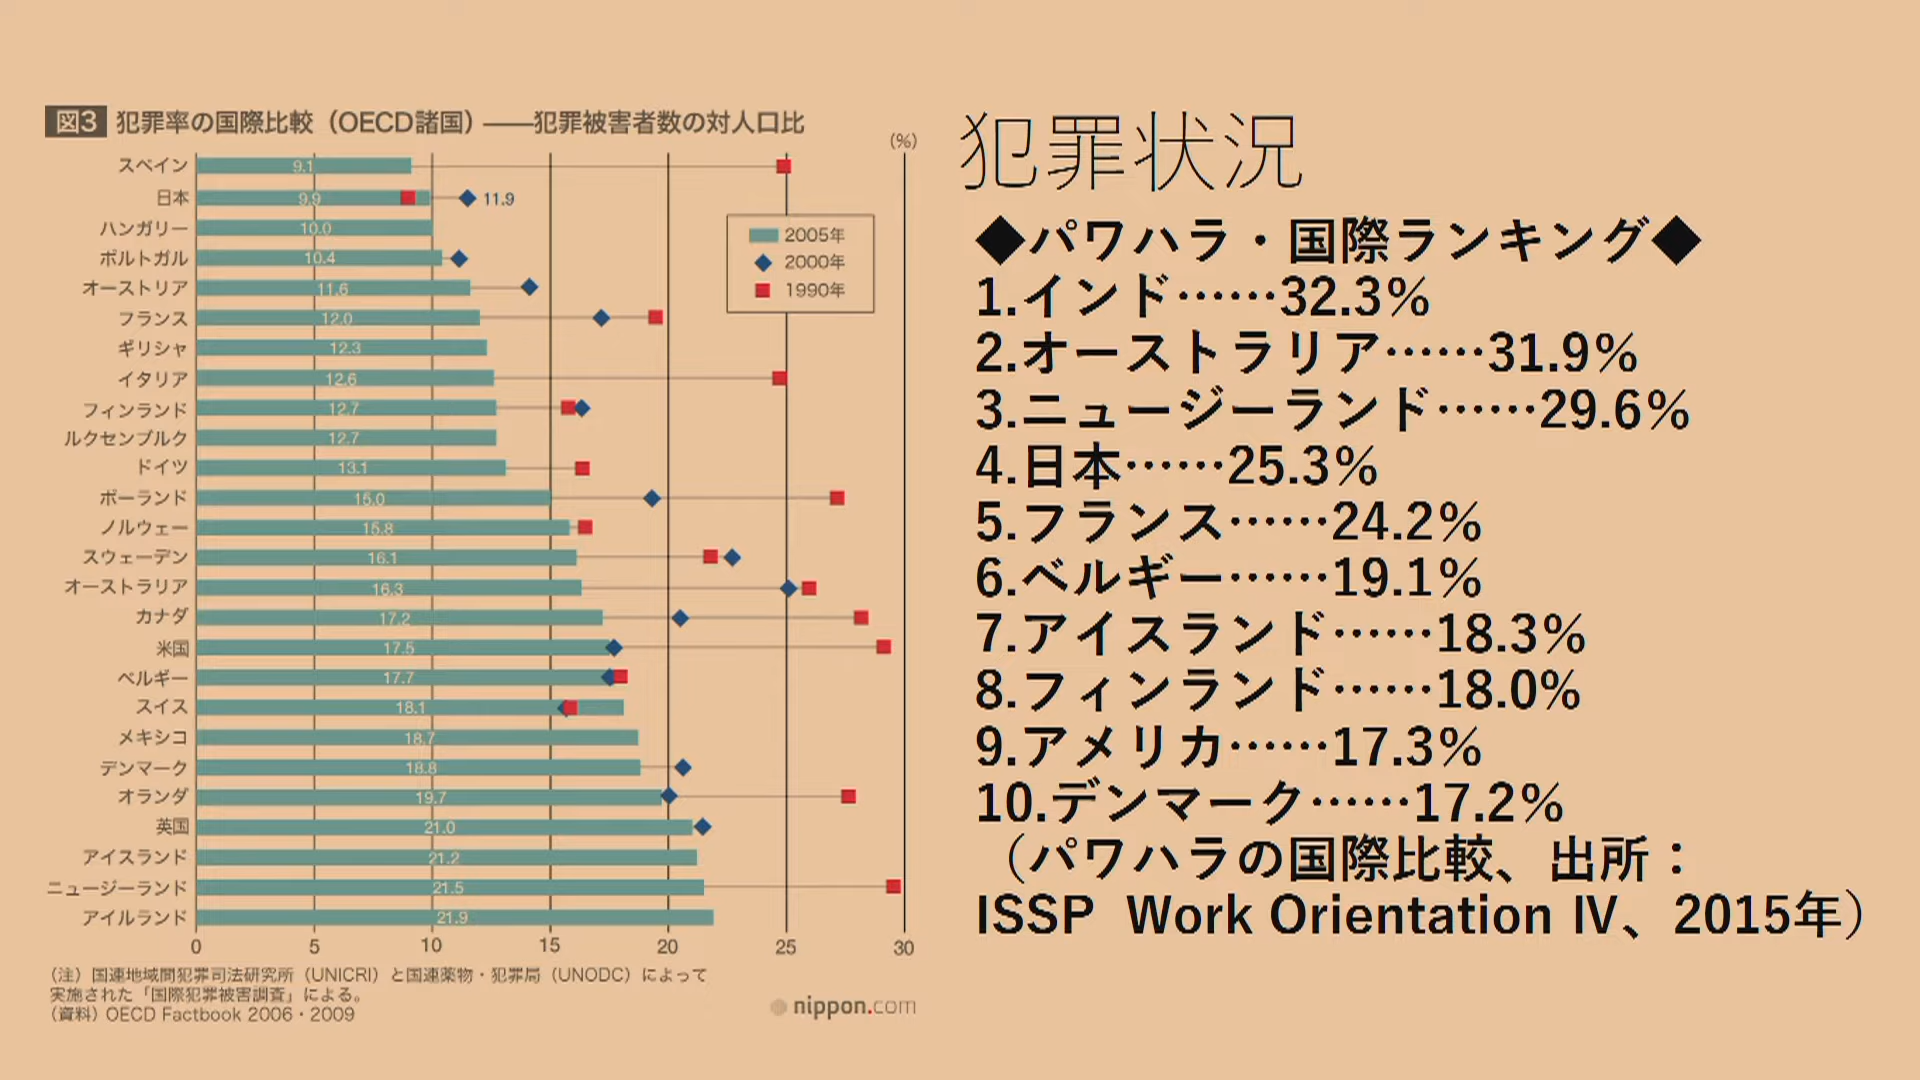 図3 犯罪率の国際比較（OECD諸国）——犯罪被害者数の対人口比
(%)
スペイン 9.1
日本 9.9 11.9
ハンガリー 10.0
ポルトガル 10.4
オーストリア 11.6
フランス 12.0
ギリシャ 12.3
イタリア 12.6
フィンランド 12.7
ルクセンブルク 12.7
ドイツ 13.1
ポーランド 15.0
ノルウェー 15.8
スウェーデン 16.1
オーストラリア 16.3
カナダ 17.2
米国 17.5
ベルギー 17.7
スイス 18.1
メキシコ 18.7
デンマーク 18.8
オランダ 19.7
英国 21.0
アイスランド 21.2
ニュージーランド 21.5
アイルランド 21.9
0 5 10 15 20 25 30
2005年
2000年
1990年
（注）国連地域間犯罪司法研究所（UNICRI）と国連薬物・犯罪局（UNODC）によって
実施された「国際犯罪被害調査」による。
（資料）OECD Factbook 2006・2009
nippon.com
犯罪状況
◆パワハラ・国際ランキング◆
1.インド……32.3%
2.オーストラリア……31.9%
3.ニュージーランド……29.6%
4.日本……25.3%
5.フランス……24.2%
6.ベルギー……19.1%
7.アイスランド……18.3%
8.フィンランド……18.0%
9.アメリカ……17.3%
10.デンマーク……17.2%
（パワハラの国際比較、出所：
ISSP Work Orientation Ⅳ、2015年）